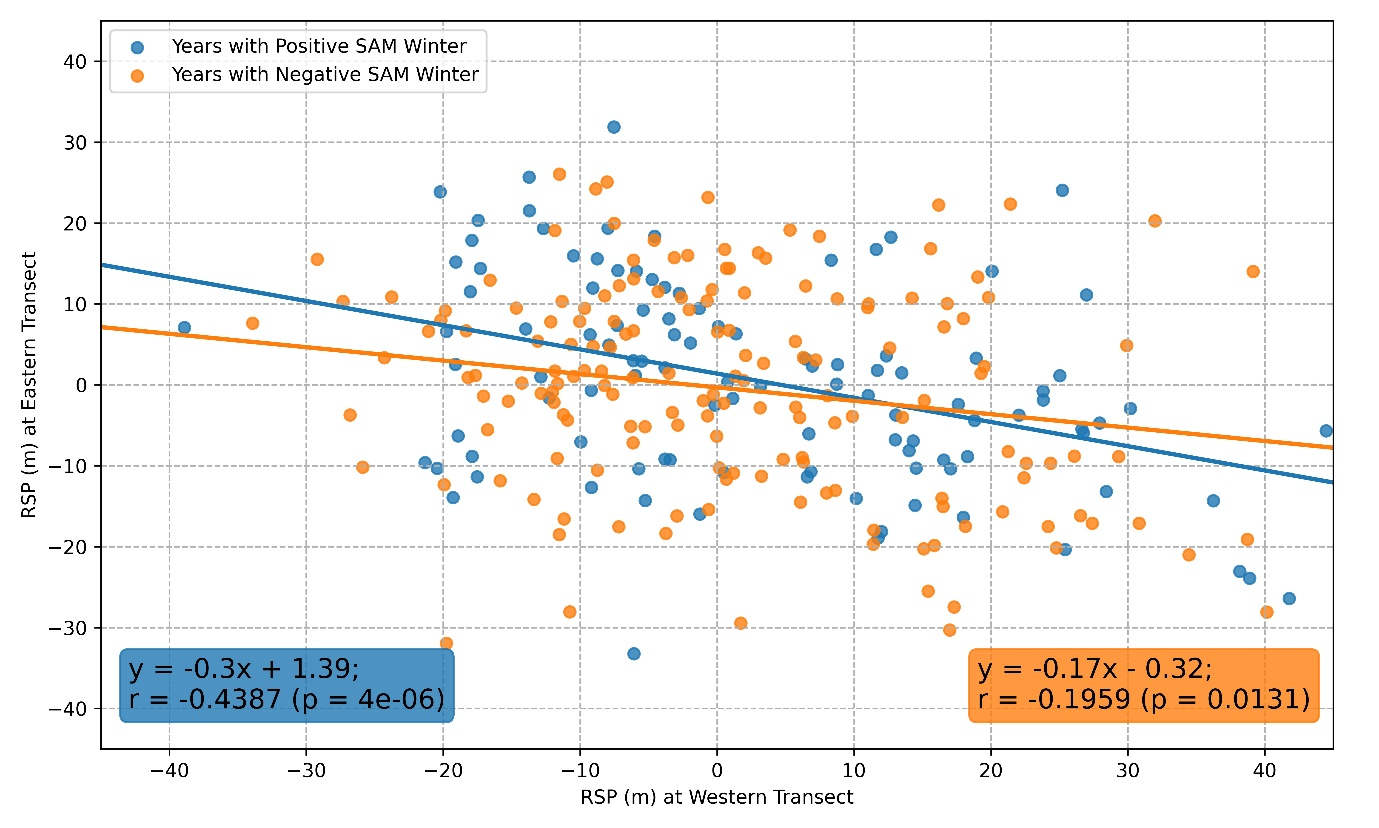 Years with Positive SAM Winter
Years with Negative SAM Winter
40
30
20
10
0
−10
−20
−30
−40
RSP (m) at Eastern Transect
y = -0.3x + 1.39;
r = -0.4387 (p = 4e-06)
y = -0.17x - 0.32;
r = -0.1959 (p = 0.0131)
−40 −30 −20 −10 0 10 20 30 40
RSP (m) at Western Transect